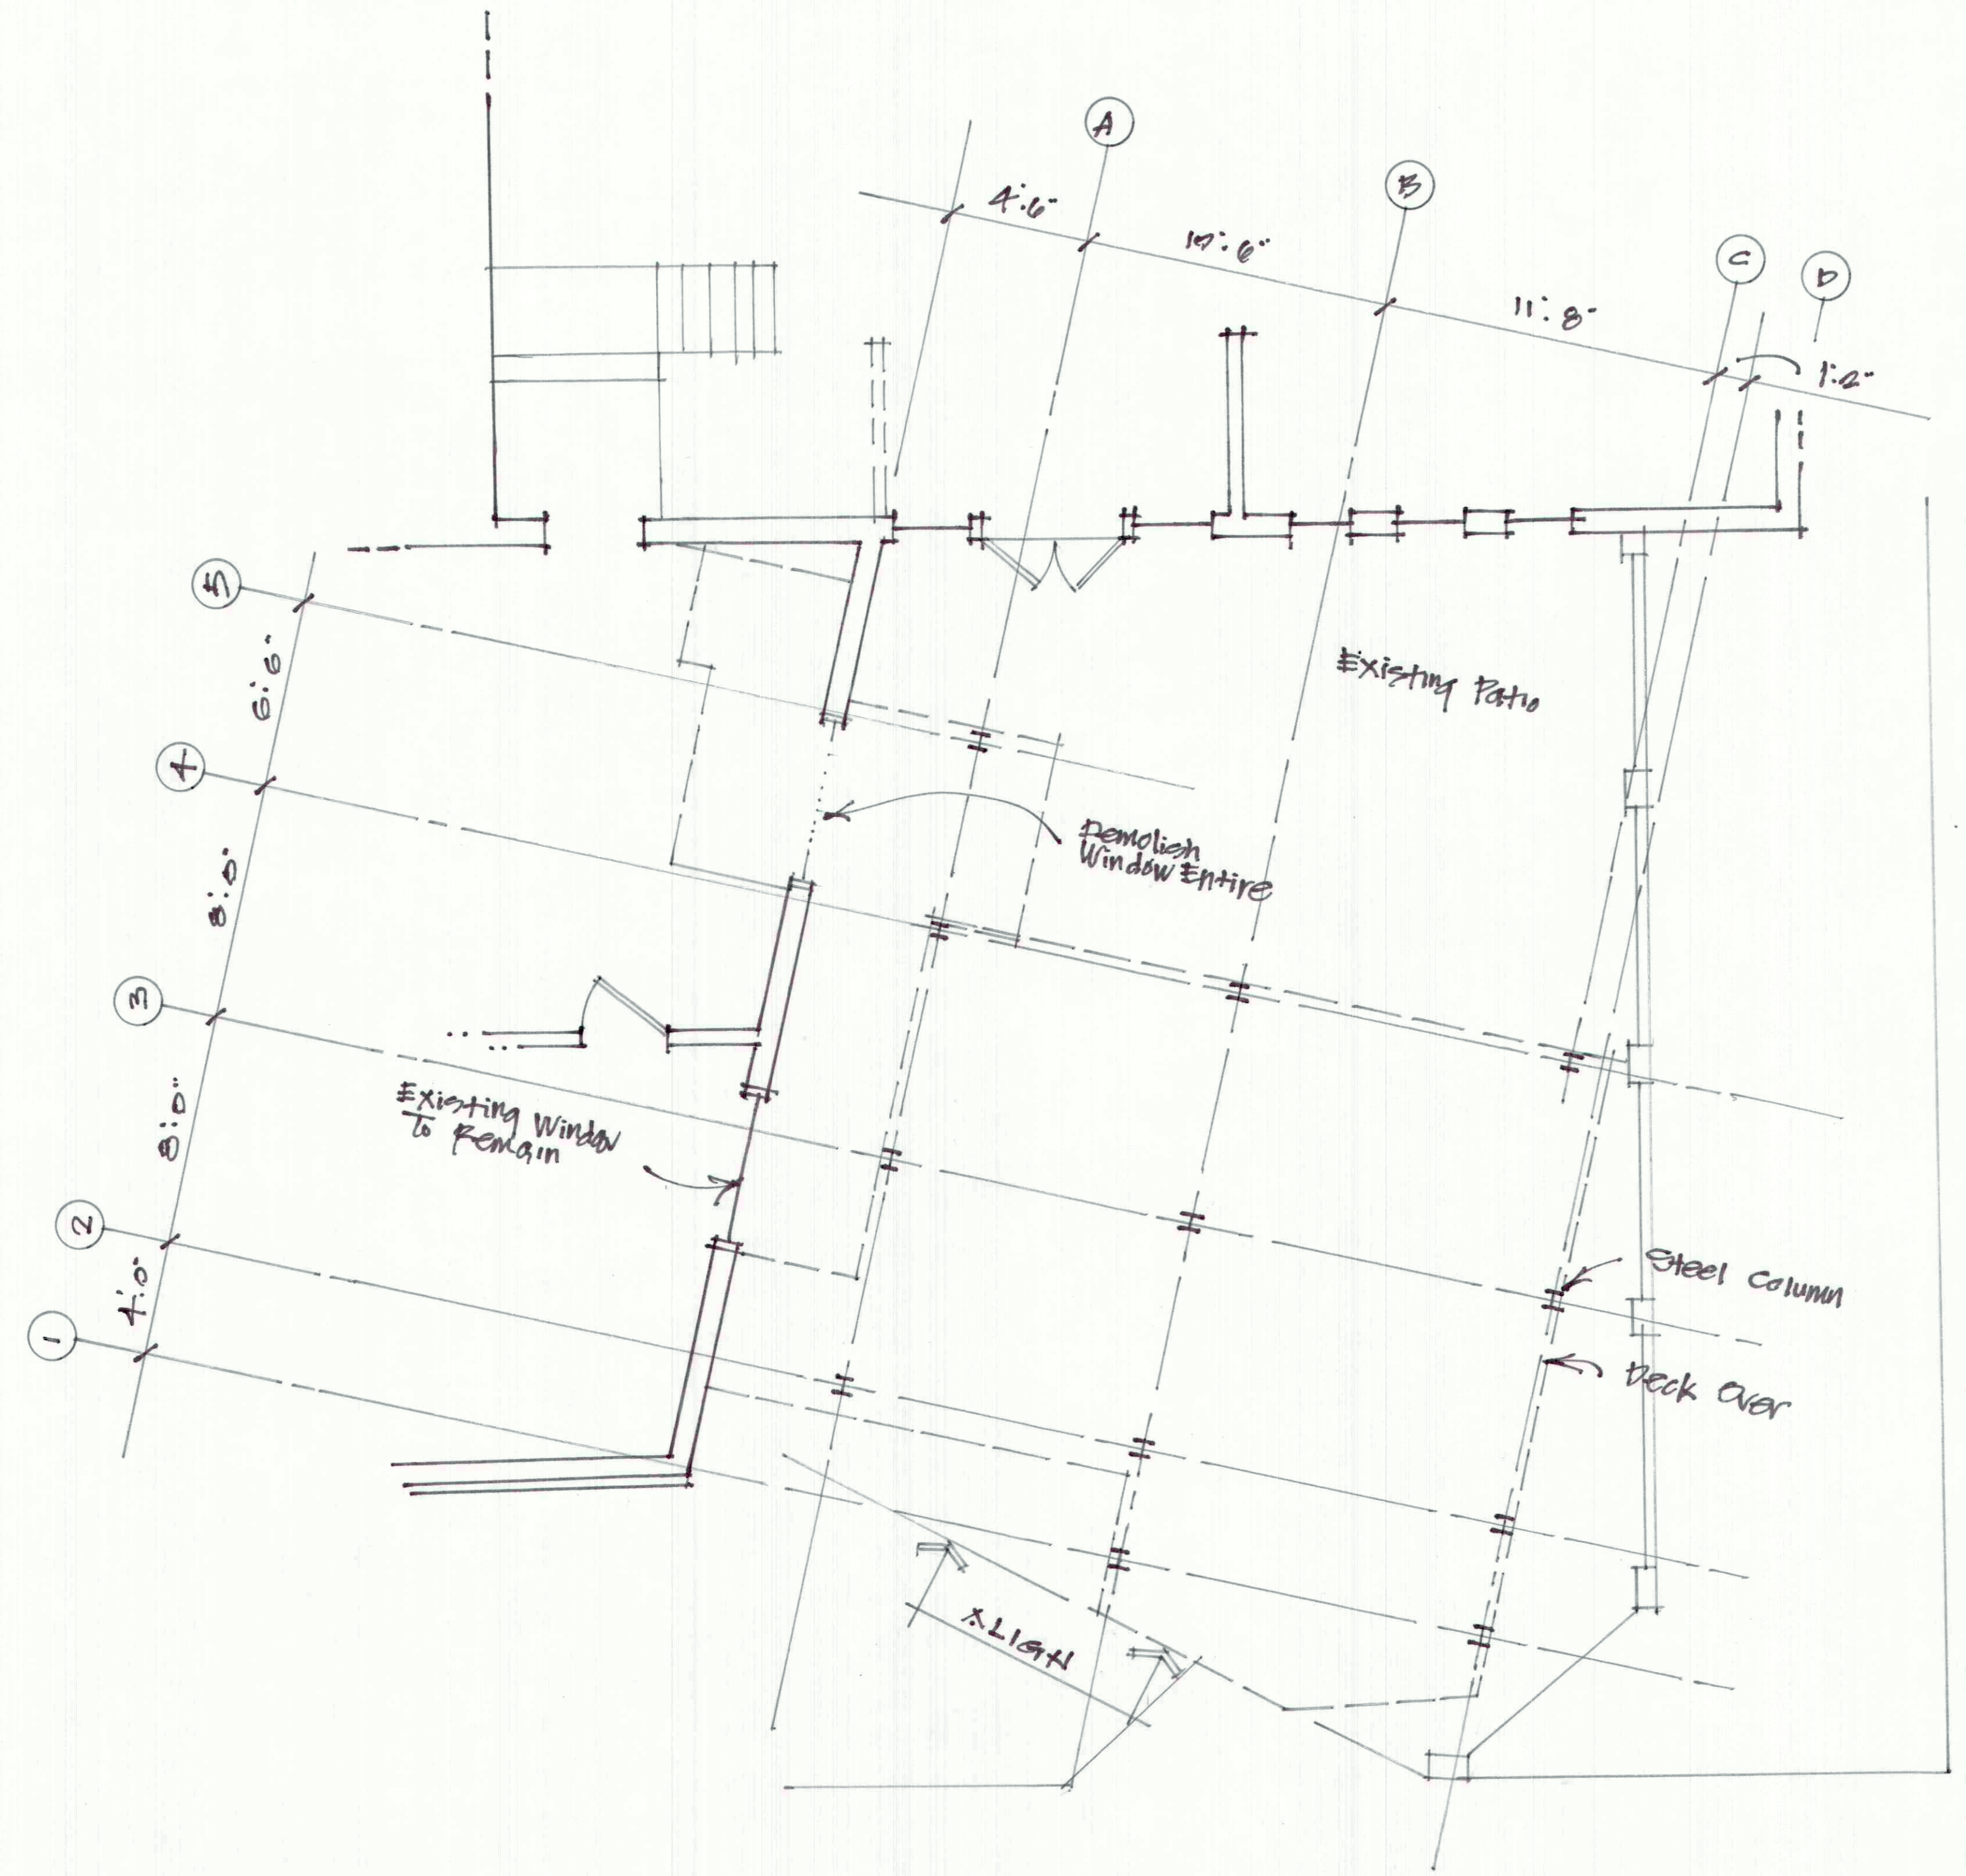 A
B
C
D
4'-6"
10'-6"
11'-8"
1'-2"
5
6'-6"
4
8'-0"
3
8'-0"
2
4'-0"
1
Existing Patio
Demolish
Window Entire
Existing Window
To Remain
Steel Column
Deck Over
ALIGN